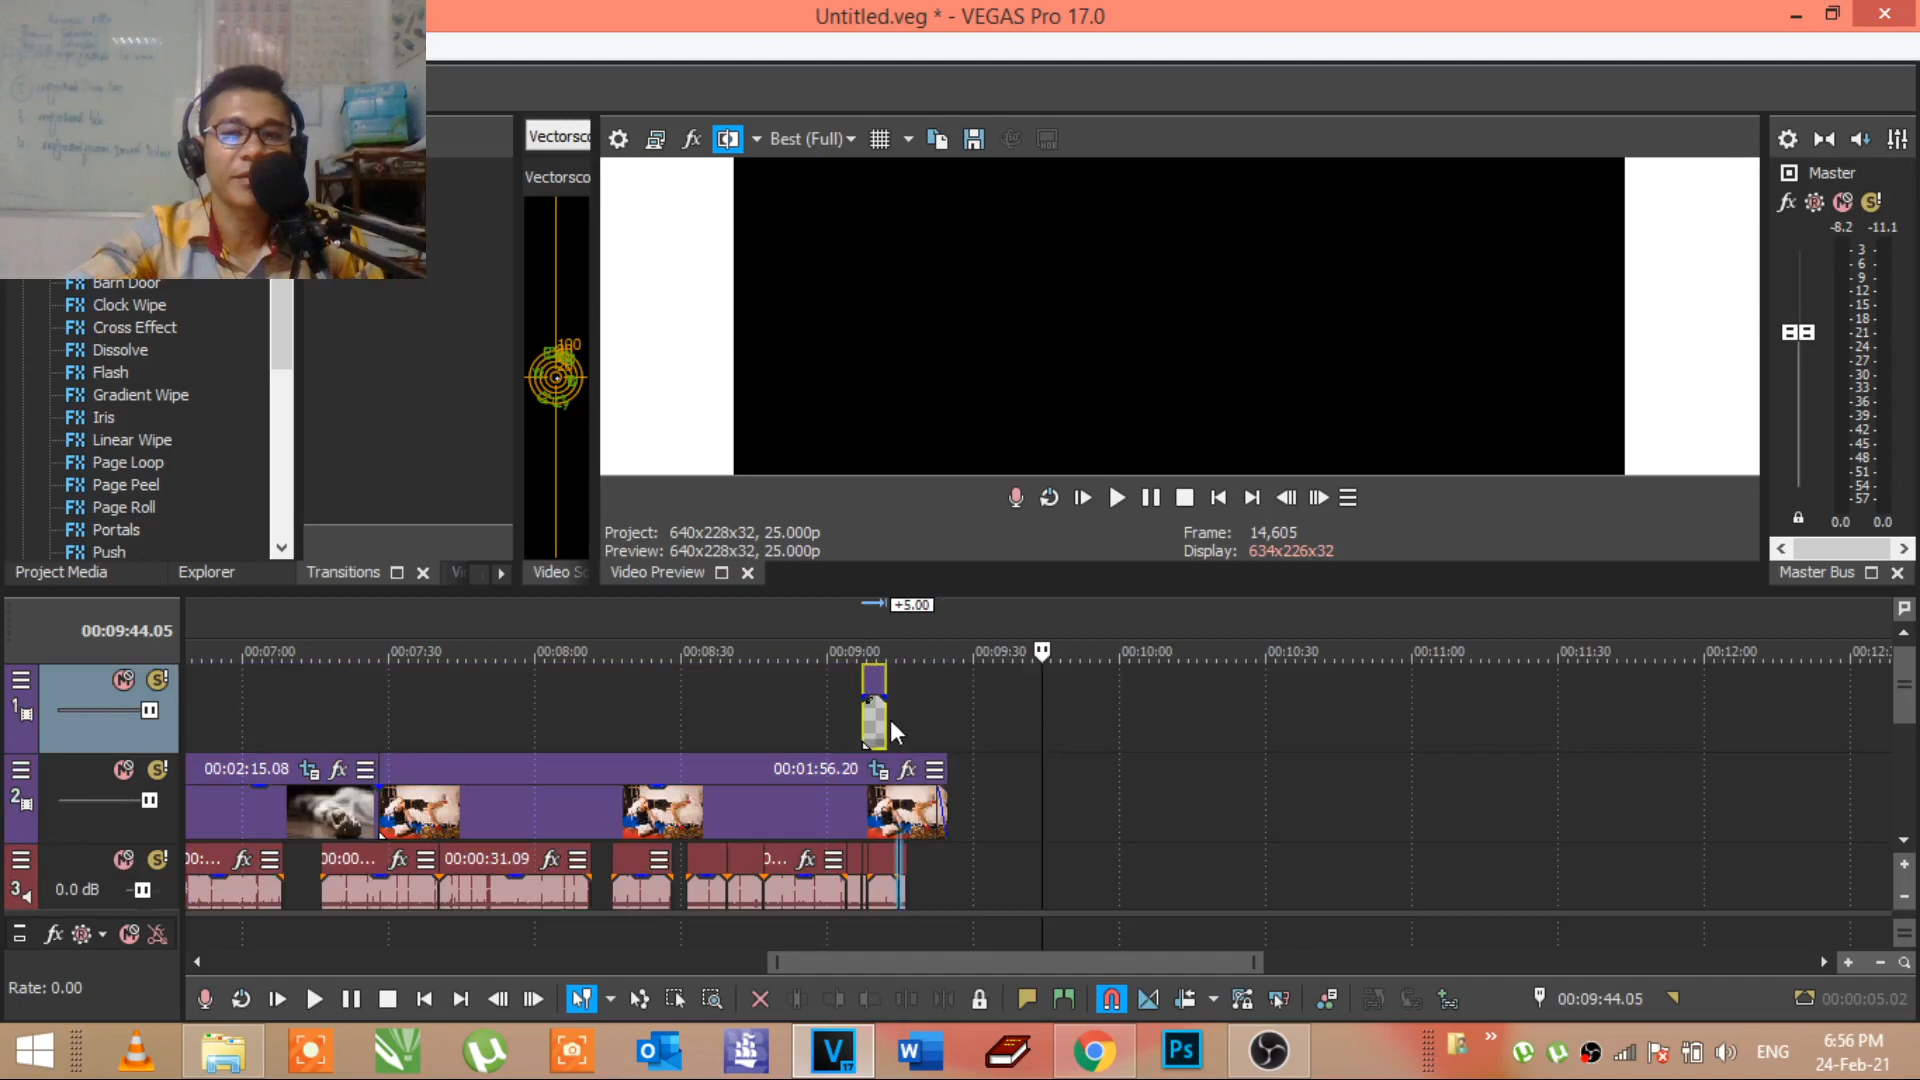 Untitled.veg * - VEGAS Pro 17.0
Vectorsco
Best (Full)
Vectorsco
100
Master
-8.2 -11.1
- 3 -
- 6 -
- 9 -
-12-
-15-
-18-
-21-
-24-
-27-
-30-
-33-
-36-
-39-
-42-
-45-
-48-
-51-
-54-
-57-
0.0 0.0
Barn Door
Clock Wipe
Cross Effect
Dissolve
Flash
Gradient Wipe
Iris
Linear Wipe
Page Loop
Page Peel
Page Roll
Portals
Push
Project: 640x228x32, 25.000p
Preview: 640x228x32, 25.000p
Frame: 14,605
Display: 634x226x32
Project Media
Explorer
Transitions
Video Sc
Video Preview
Master Bus
+5.00
00:09:44.05
00:07:00
00:07:30
00:08:00
00:08:30
00:09:00
00:09:30
00:10:00
00:10:30
00:11:00
00:11:30
00:12:00
00:12:
1
00:02:15.08
00:01:56.20
2
00:00...
00:00:31.09
0...
3
0.0 dB
Rate: 0.00
00:09:44.05
00:00:05.02
6:56 PM
ENG
24-Feb-21